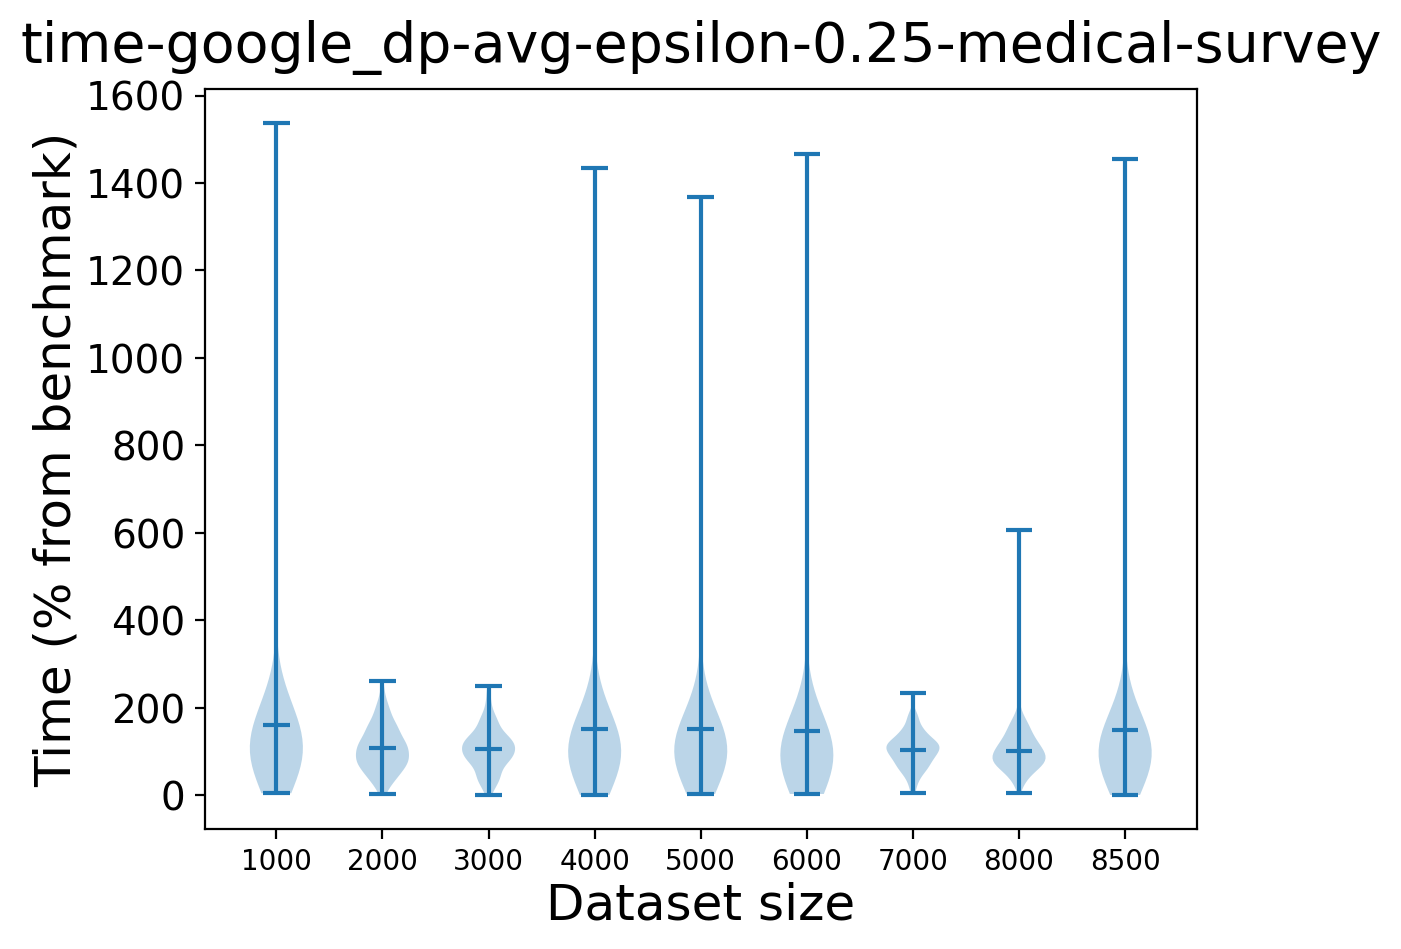 time-google_dp-avg-epsilon-0.25-medical-survey
Time (% from benchmark)
1600
1400
1200
1000
800
600
400
200
0
1000 2000 3000 4000 5000 6000 7000 8000 8500
Dataset size